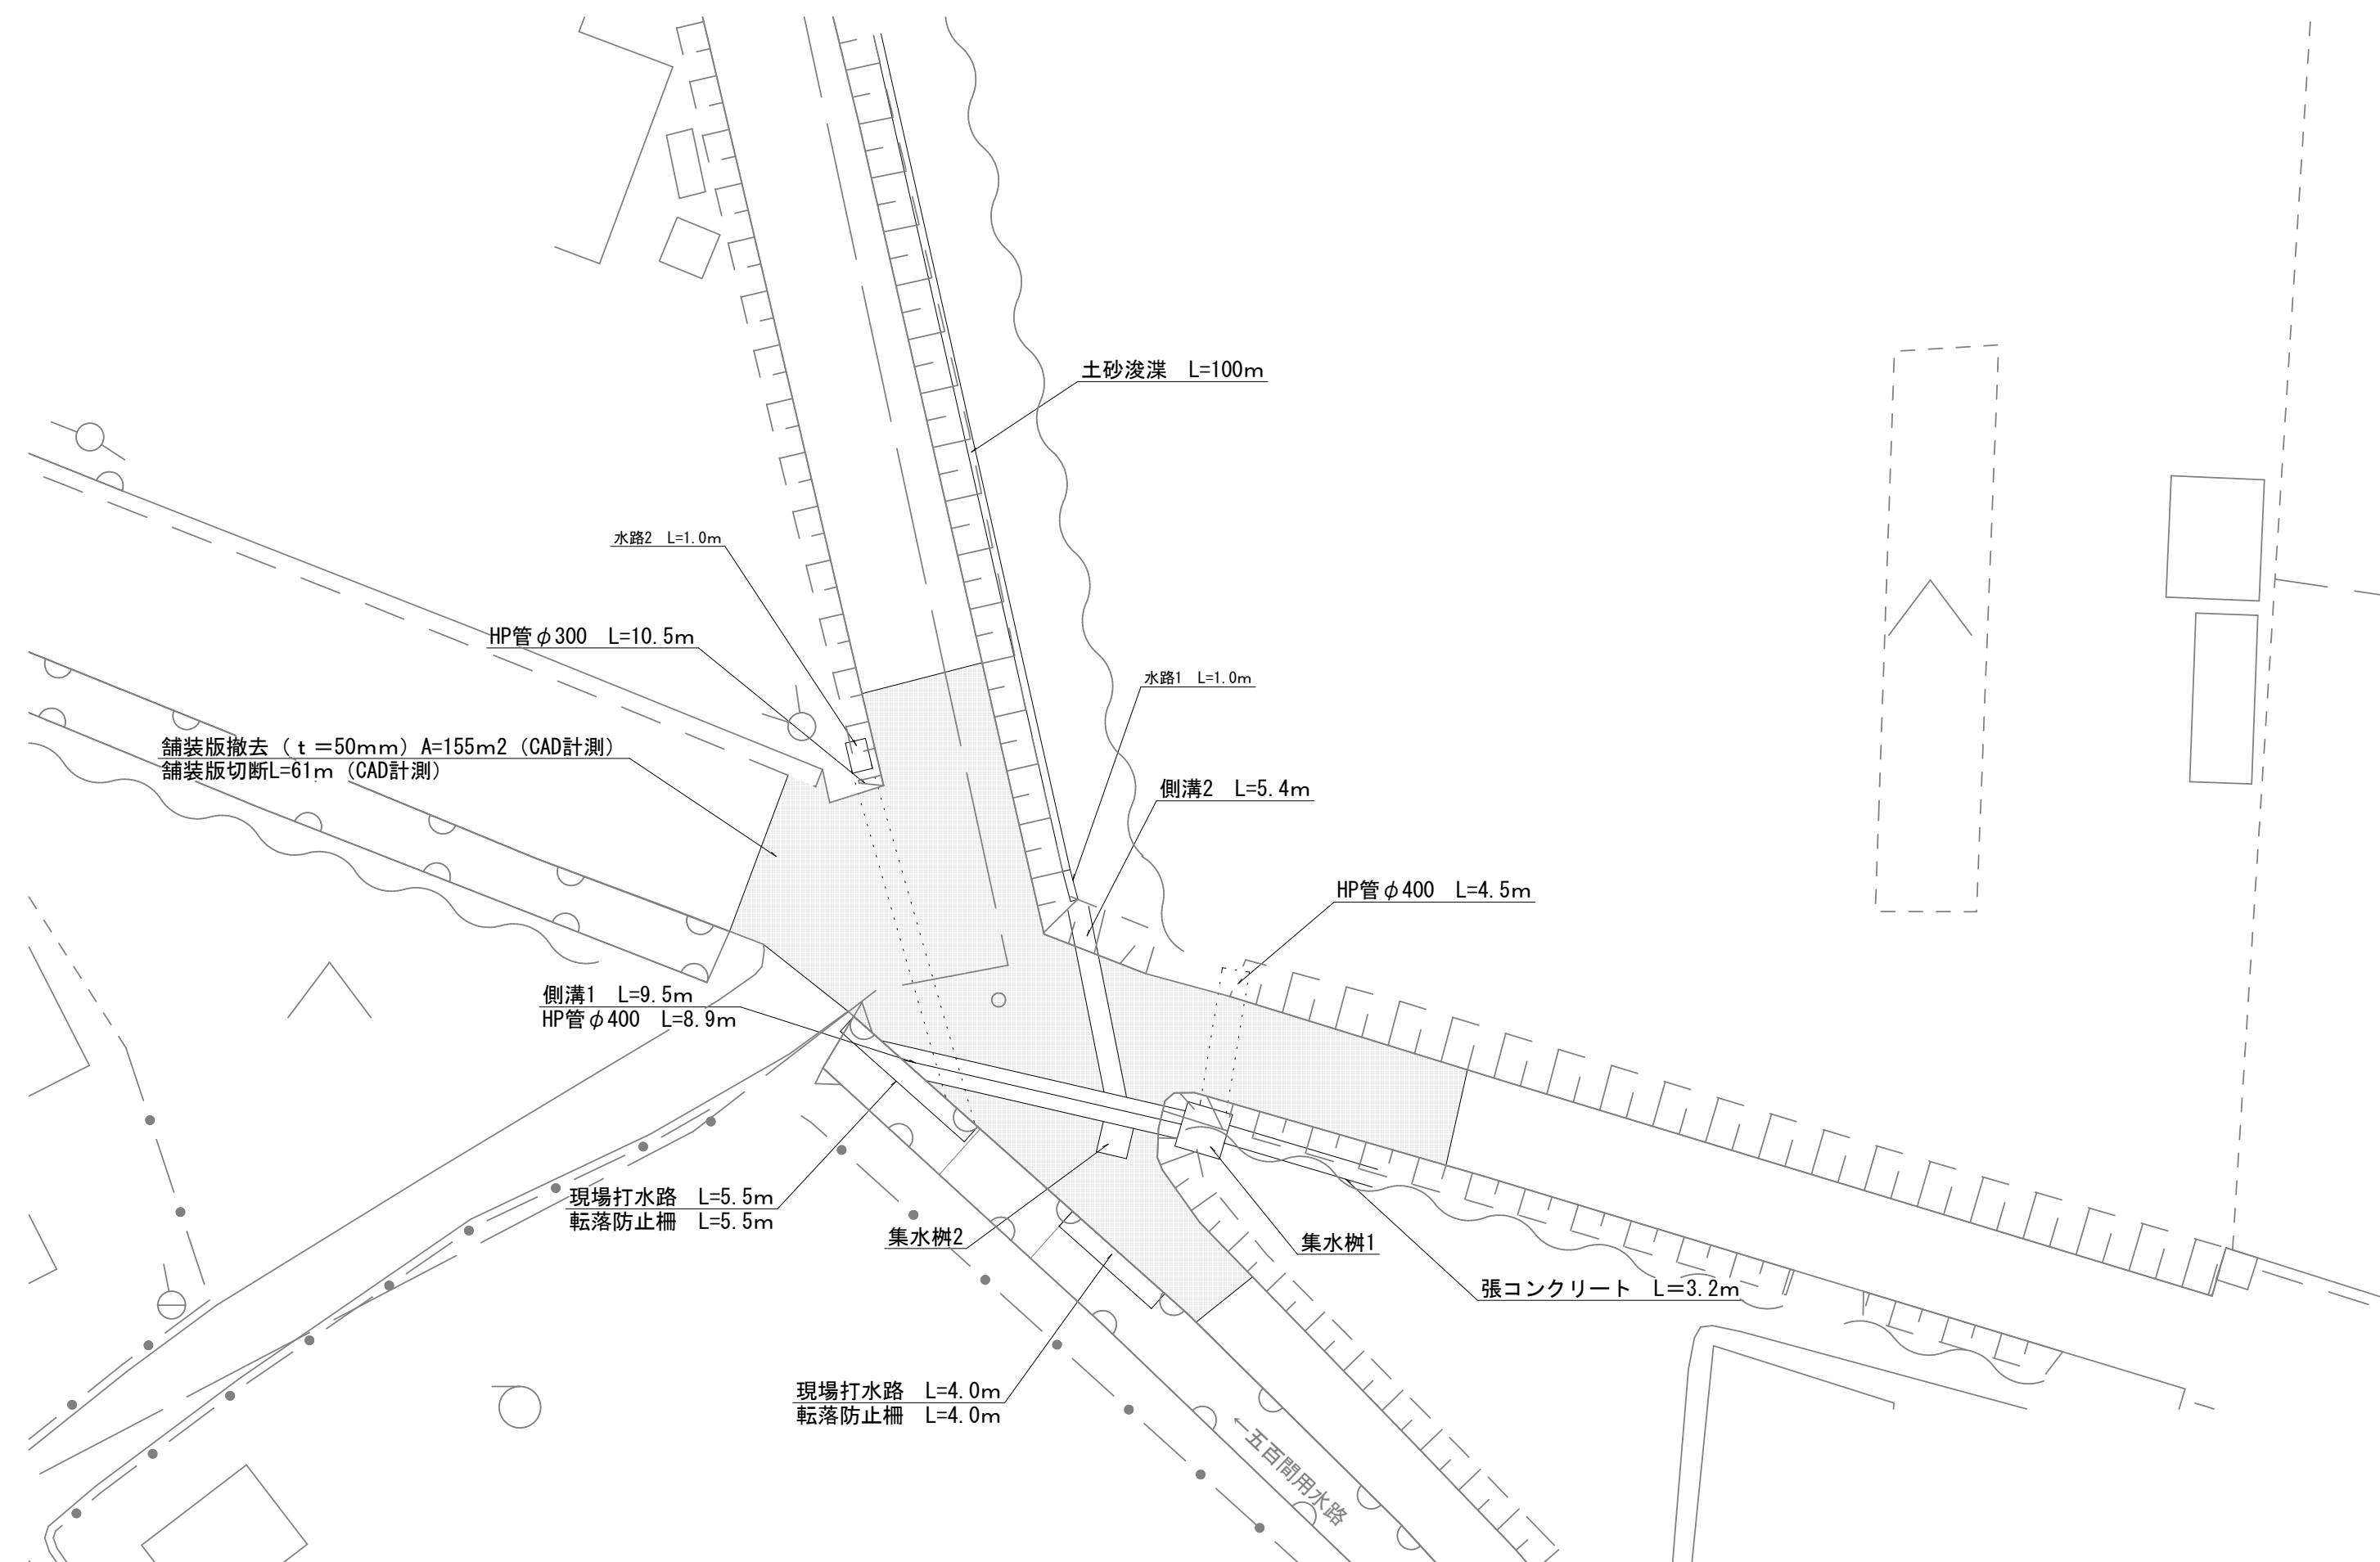 土砂浚渫　L=100m
水路2　L=1.0m
HP管φ300　L=10.5m
水路1　L=1.0m
舗装版撤去（ｔ＝50mm）A=155m2（CAD計測）
舗装版切断L=61m（CAD計測）
側溝2　L=5.4m
HP管φ400　L=4.5m
側溝1　L=9.5m
HP管φ400　L=8.9m
現場打水路　L=5.5m
転落防止柵　L=5.5m
集水桝2
集水桝1
張コンクリート　L＝3.2m
現場打水路　L=4.0m
転落防止柵　L=4.0m
←五百間用水路